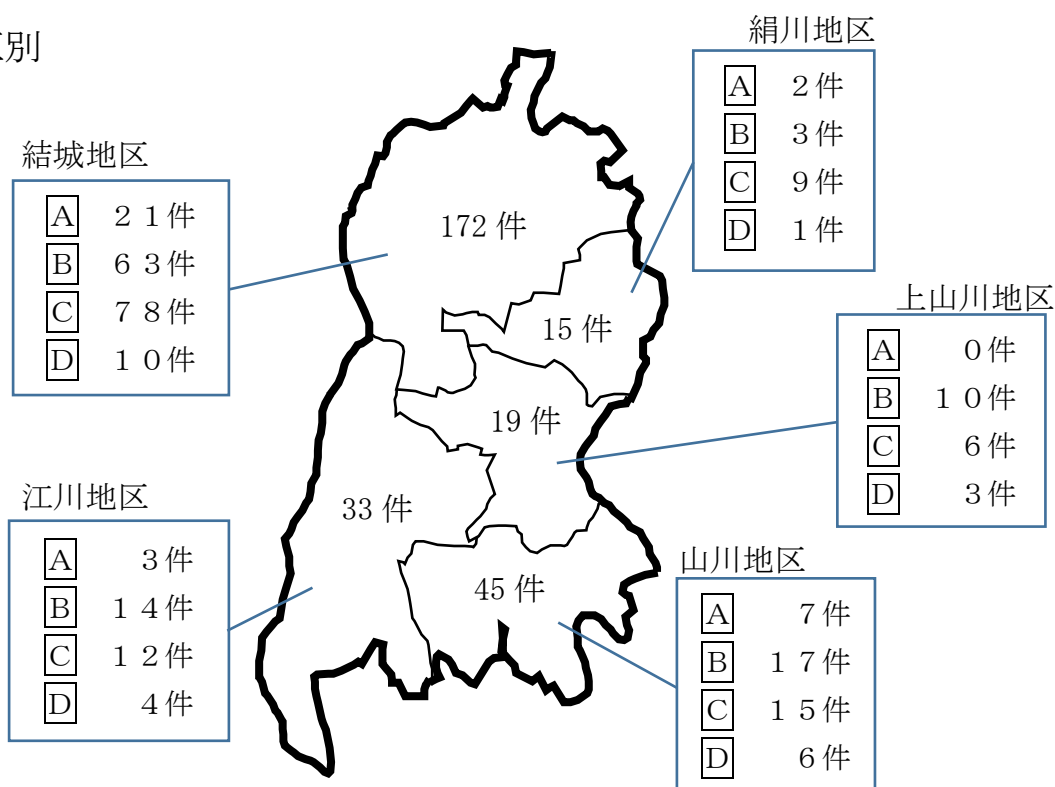 別
絹川地区
A ２件
B ３件
C ９件
D １件
結城地区
A ２１件
B ６３件
C ７８件
D １０件
172 件
15 件
上山川地区
A ０件
B １０件
C ６件
D ３件
19 件
江川地区
A ３件
B １４件
C １２件
D ４件
33 件
45 件
山川地区
A ７件
B １７件
C １５件
D ６件